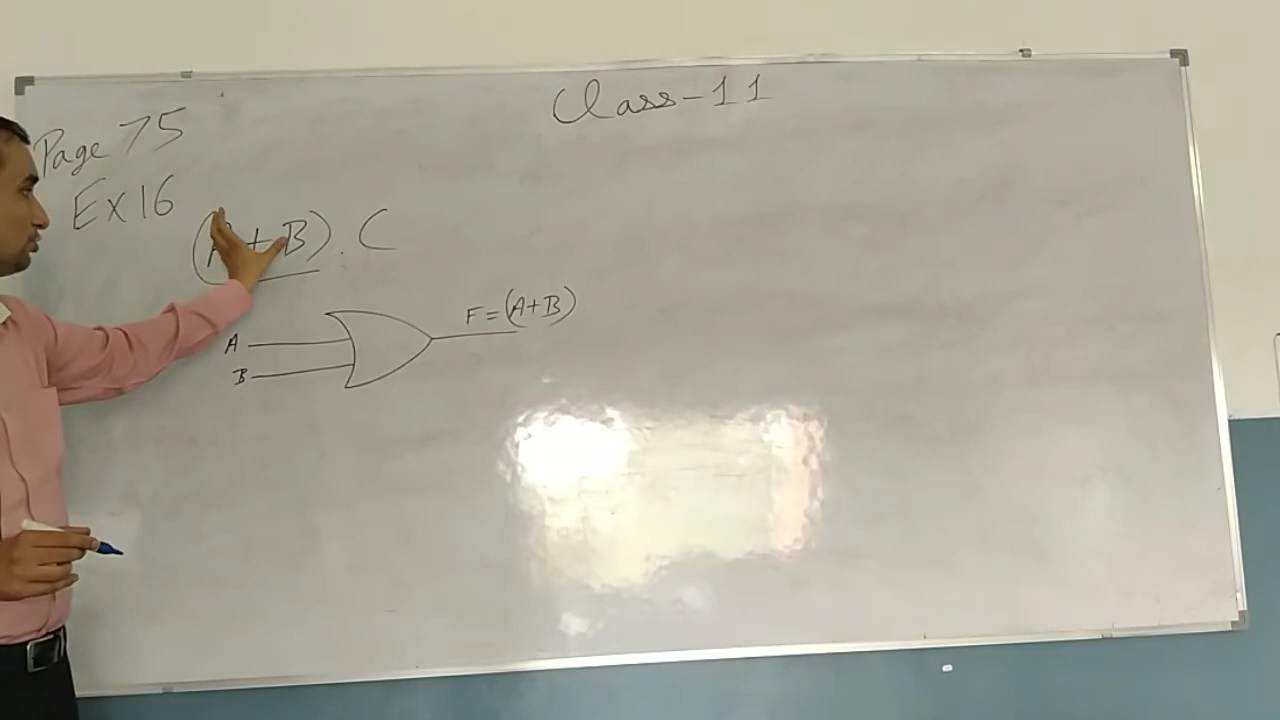 Class-11
Page 75
Ex 16
(A+B).C
F=(A+B)
A
B